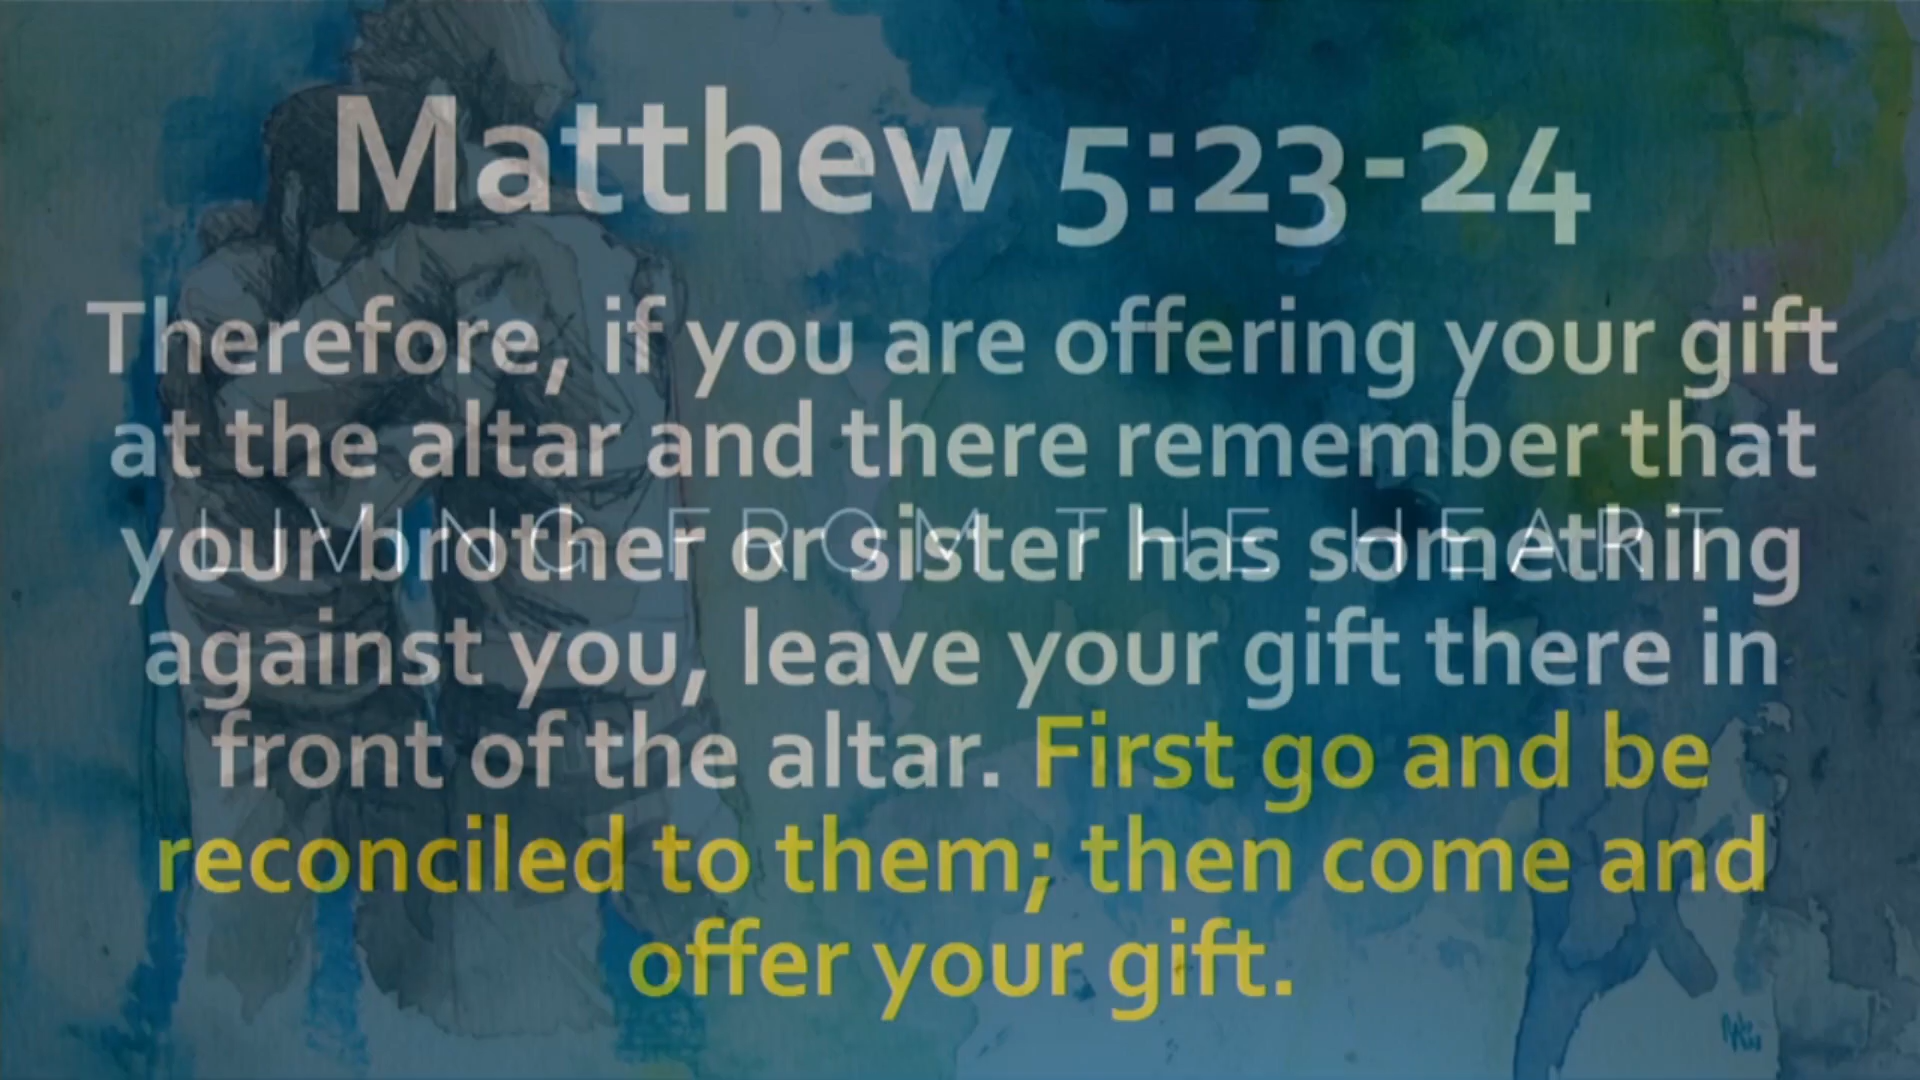 Matthew 5:23-24
Therefore, if you are offering your gift
at the altar and there remember that
your brother or sister has something
LIVING FROM THE HEART
against you, leave your gift there in
front of the altar. First go and be
reconciled to them; then come and
offer your gift.